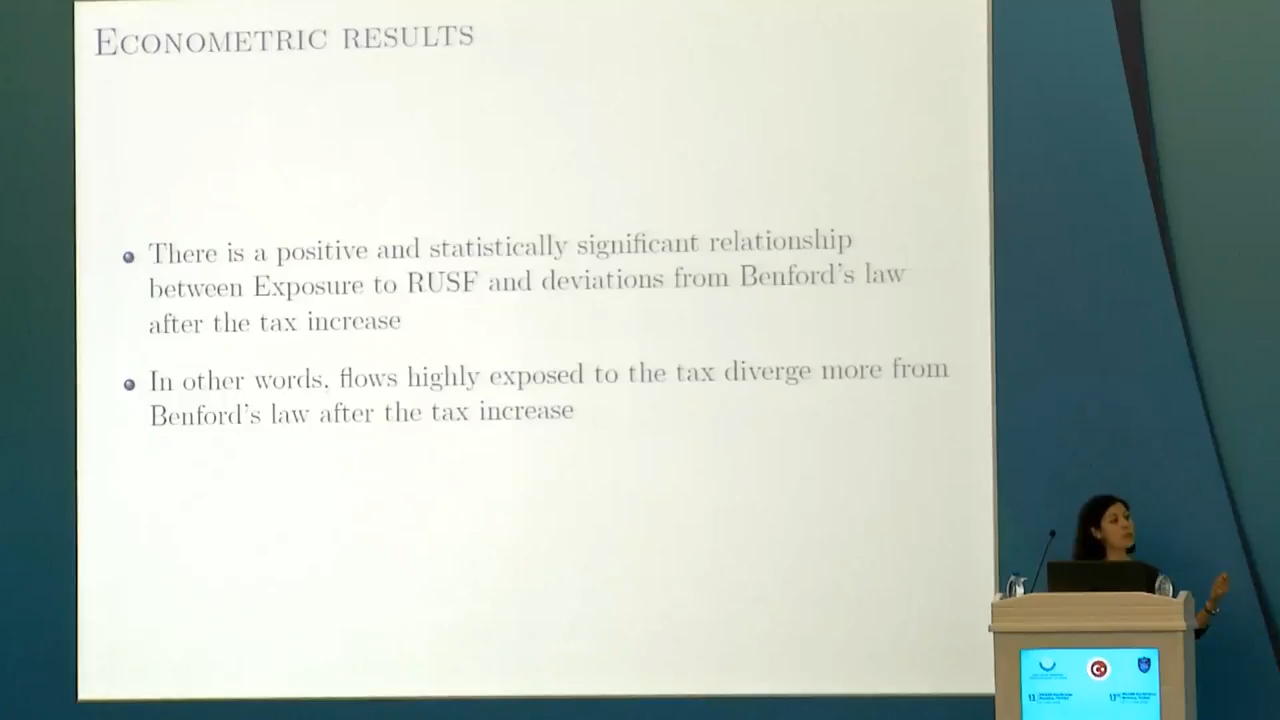 ECONOMETRIC RESULTS
There is a positive and statistically significant relationship
between Exposure to RUSF and deviations from Benford's law
after the tax increase
In other words, flows highly exposed to the tax diverge more from
Benford's law after the tax increase